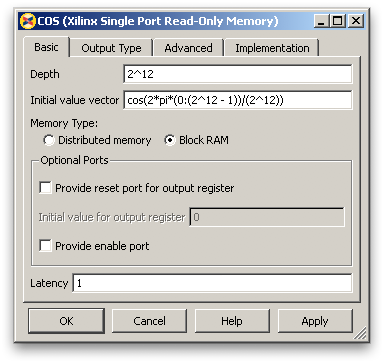 COS (Xilinx Single Port Read-Only Memory)
Basic Output Type Advanced Implementation
Depth 2^12
Initial value vector cos(2*pi*(0:(2^12 - 1))/(2^12))
Memory Type:
Distributed memory Block RAM
Optional Ports
Provide reset port for output register
Initial value for output register 0
Provide enable port
Latency 1
OK Cancel Help Apply